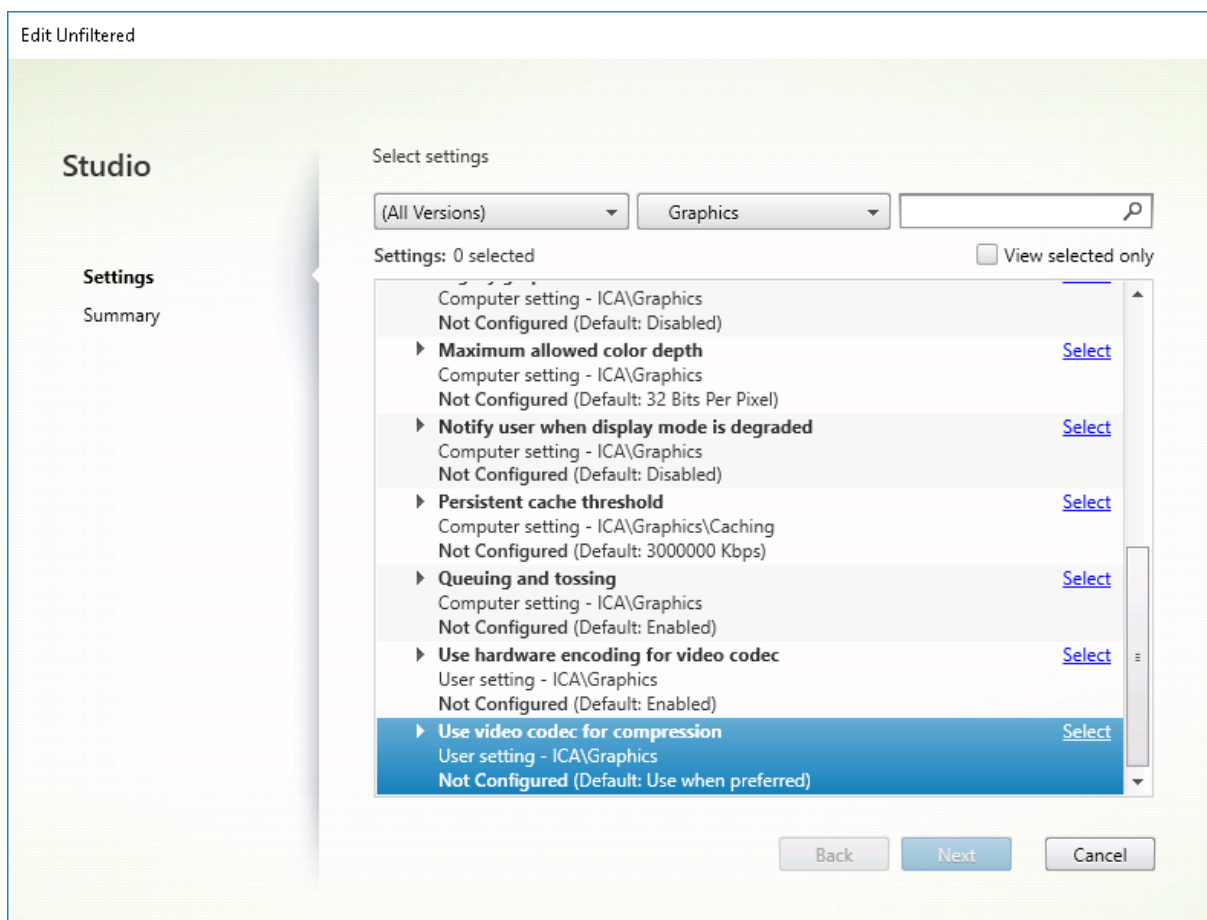 Edit Unfiltered
Studio
Settings
Summary
Select settings
(All Versions)
Graphics
Settings: 0 selected
View selected only
Computer setting - ICA\Graphics
Not Configured (Default: Disabled)
Maximum allowed color depth Select
Computer setting - ICA\Graphics
Not Configured (Default: 32 Bits Per Pixel)
Notify user when display mode is degraded Select
Computer setting - ICA\Graphics
Not Configured (Default: Disabled)
Persistent cache threshold Select
Computer setting - ICA\Graphics\Caching
Not Configured (Default: 3000000 Kbps)
Queuing and tossing Select
Computer setting - ICA\Graphics
Not Configured (Default: Enabled)
Use hardware encoding for video codec Select
User setting - ICA\Graphics
Not Configured (Default: Enabled)
Use video codec for compression Select
User setting - ICA\Graphics
Not Configured (Default: Use when preferred)
Back Next Cancel